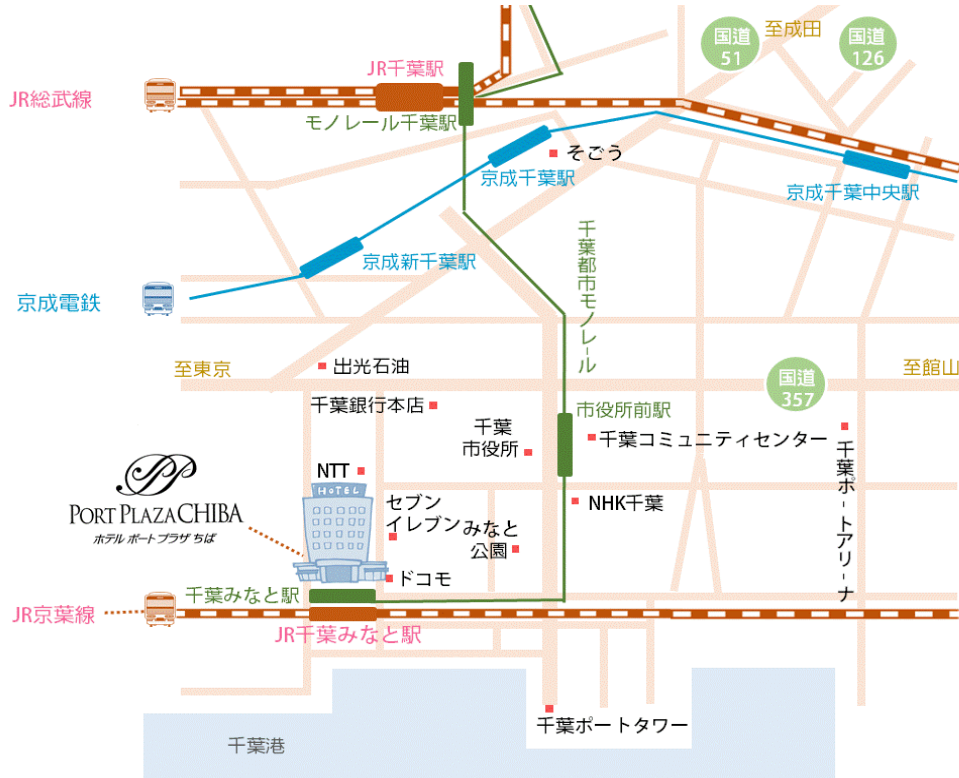 国道
51
至成田
国道
126
JR千葉駅
JR総武線
モノレール千葉駅
そごう
京成千葉駅
京成千葉中央駅
千葉都市モノレール
京成新千葉駅
京成電鉄
至東京
出光石油
国道
357
至館山
千葉銀行本店
市役所前駅
千葉
市役所
千葉コミュニティセンター
千葉ポートアリーナ
NTT
HOTEL
PORT PLAZA CHIBA
ホテル ポートプラザ ちば
セブン
イレブン
みなと
公園
NHK千葉
ドコモ
千葉みなと駅
JR京葉線
JR千葉みなと駅
千葉ポートタワー
千葉港